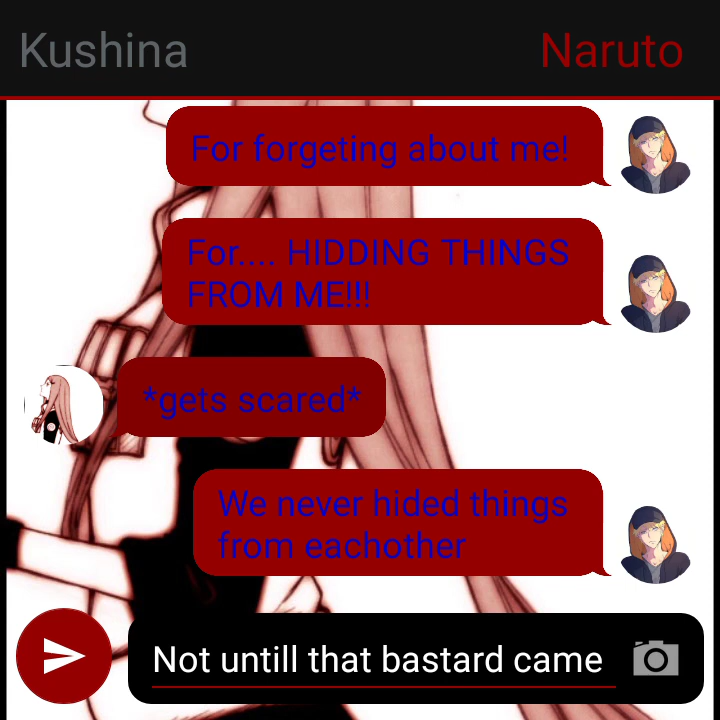 Kushina
Naruto
For forgeting about me!
For.... HIDDING THINGS
FROM ME!!!
*gets scared*
We never hided things
from eachother
Not untill that bastard came